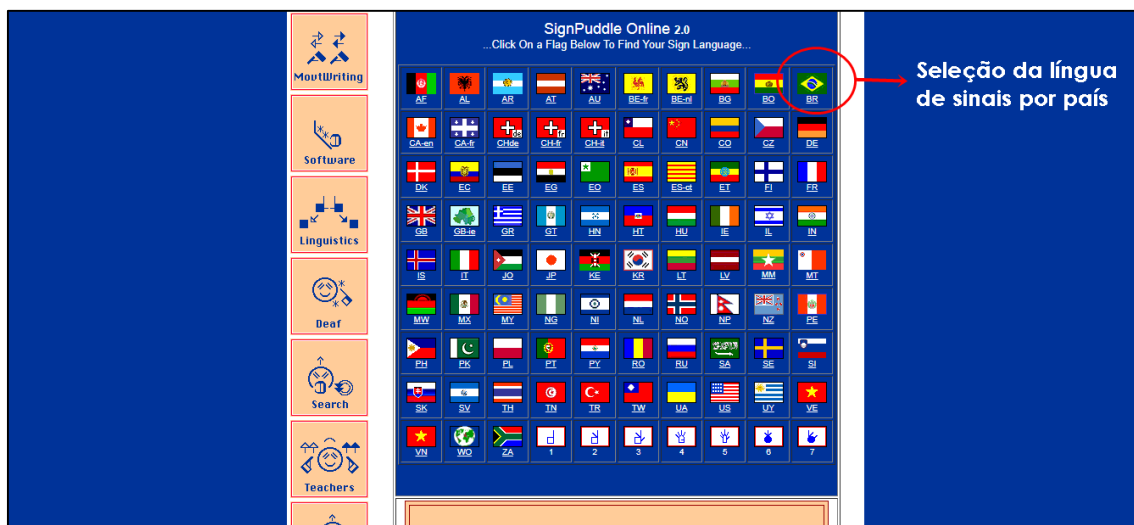 MovtWriting
Software
Linguistics
Deaf
Search
Teachers
SignPuddle Online 2.0
...Click On a Flag Below To Find Your Sign Language...
AF AL AR AT AU BE-fr BE-nl BG BO BR
CA-en CA-fr CHde CH-fr CH-it CL CN CO CZ DE
DK EC EE EG EO ES ES-ct ET FI FR
GB GB-ie GR GT HN HT HU IE IL IN
IS IT JO JP KE KR LT LV MM MT
MW MX MY NG NI NL NO NP NZ PE
PH PK PL PT PY RO RU SA SE SI
SK SV TH TN TR TW UA US UY VE
VN WO ZA 1 2 3 4 5 6 7
Seleção da língua
de sinais por país